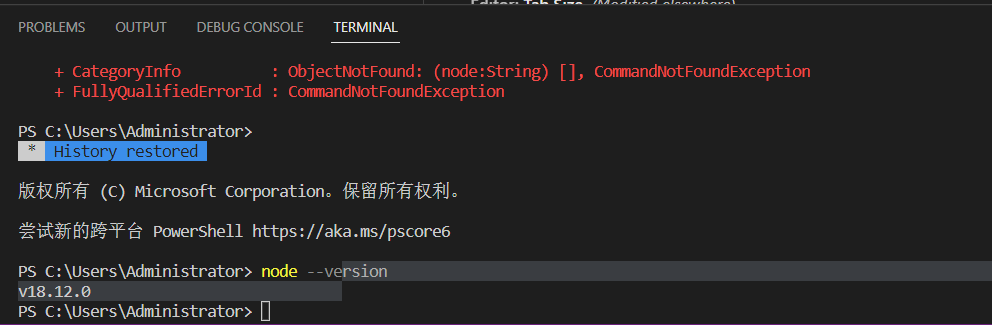 Editor: Tab Size (Modified elsewhere)
PROBLEMS OUTPUT DEBUG CONSOLE TERMINAL
+ CategoryInfo : ObjectNotFound: (node:String) [], CommandNotFoundException
+ FullyQualifiedErrorId : CommandNotFoundException
PS C:\Users\Administrator>
* History restored
版权所有 (C) Microsoft Corporation。保留所有权利。
尝试新的跨平台 PowerShell https://aka.ms/pscore6
PS C:\Users\Administrator> node --version
v18.12.0
PS C:\Users\Administrator>